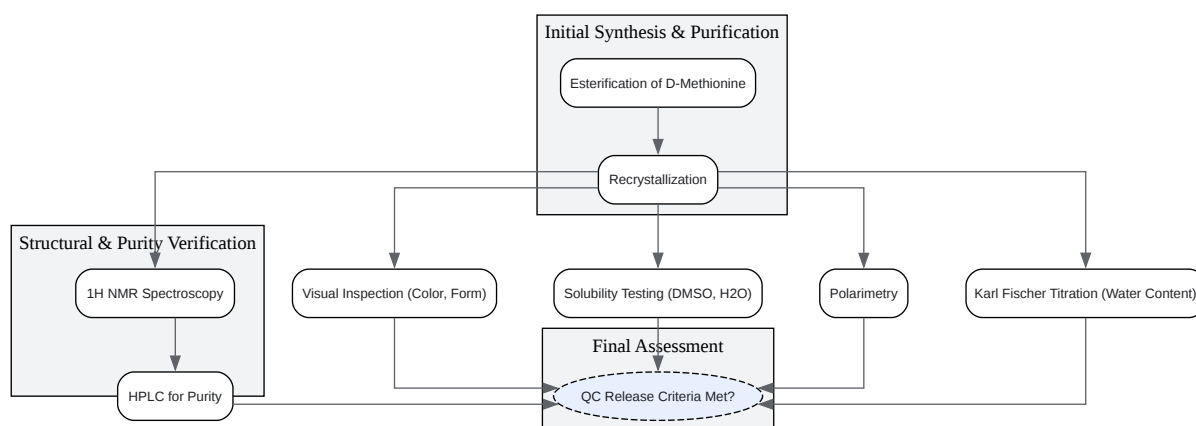 Initial Synthesis & Purification
Esterification of D-Methionine
Recrystallization
Structural & Purity Verification
1H NMR Spectroscopy
Visual Inspection (Color, Form)
Solubility Testing (DMSO, H2O)
Polarimetry
Karl Fischer Titration (Water Content)
Final Assessment
HPLC for Purity
QC Release Criteria Met?